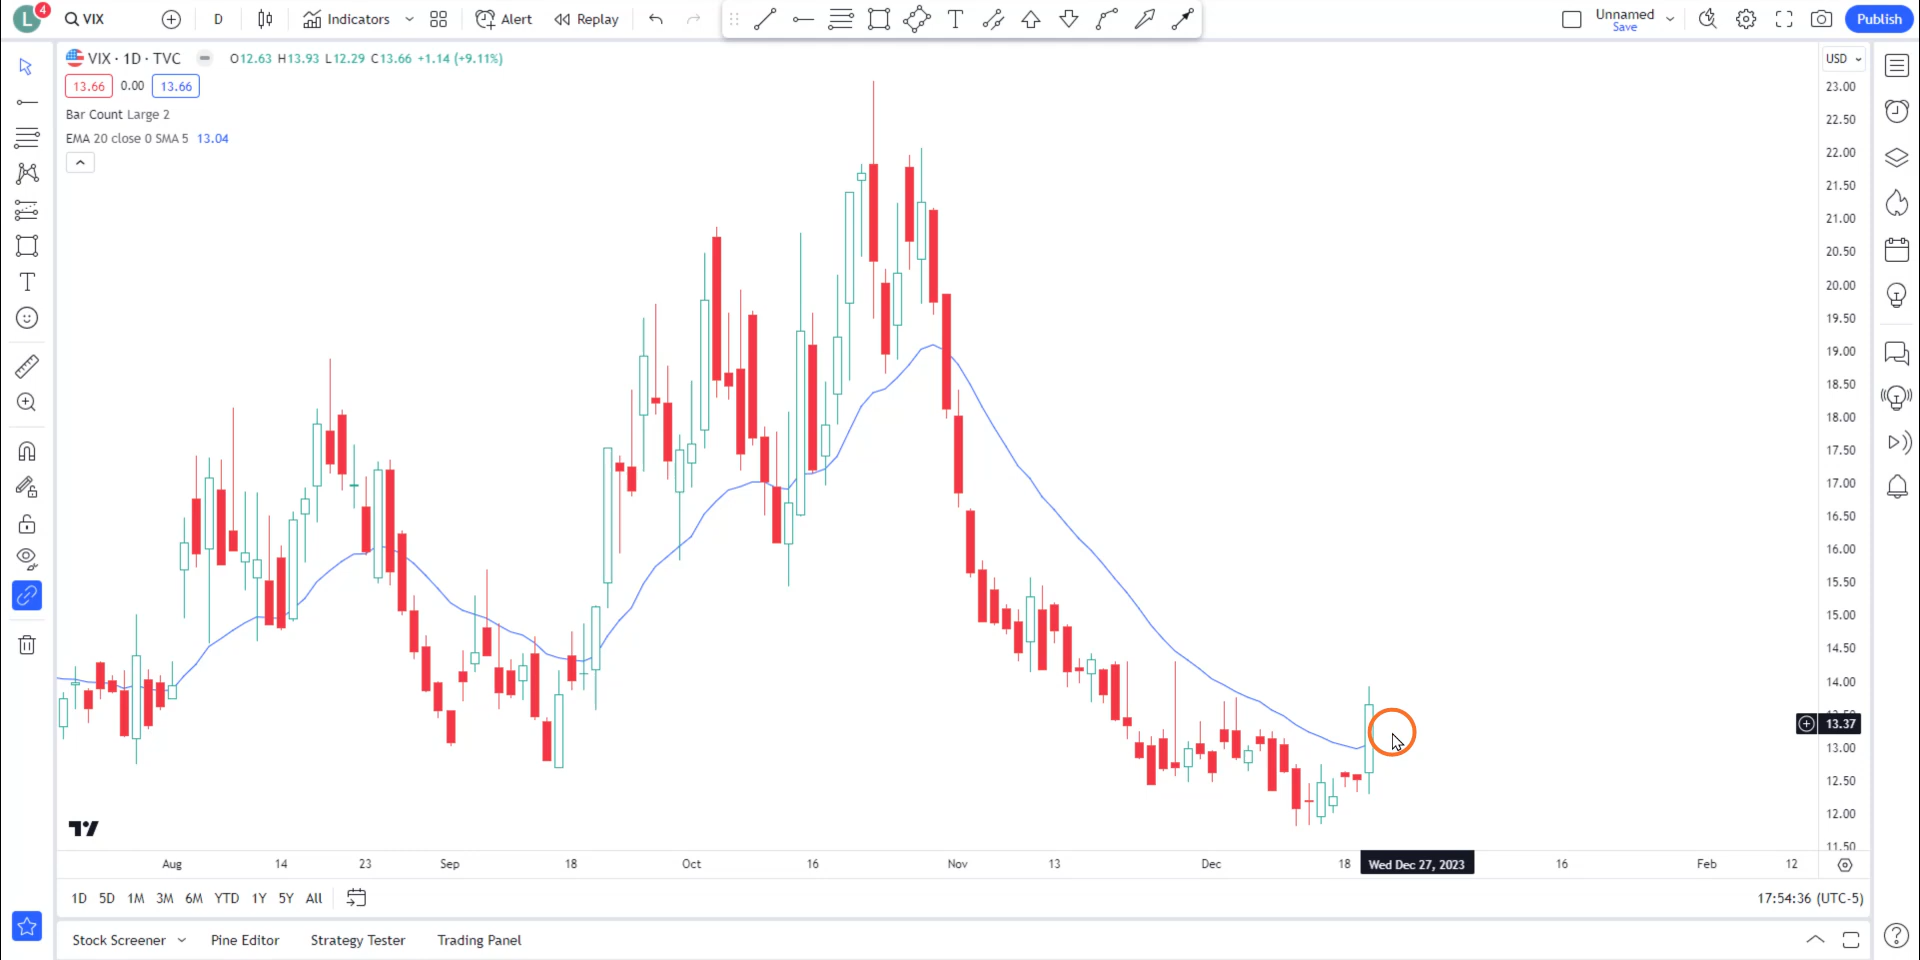 L
4
VIX
D
Indicators
Alert
Replay
T
Unnamed
Save
Publish
VIX · 1D · TVC
O12.63 H13.93 L12.29 C13.66 +1.14 (+9.11%)
USD
13.66 0.00 13.66
Bar Count Large 2
EMA 20 close 0 SMA 5 13.04
23.00
22.50
22.00
21.50
21.00
20.50
20.00
19.50
19.00
18.50
18.00
17.50
17.00
16.50
16.00
15.50
15.00
14.50
14.00
13.37
13.00
12.50
12.00
11.50
Aug 14 23 Sep 18 Oct 16 Nov 13 Dec 18 Wed Dec 27, 2023 16 Feb 12
1D 5D 1M 3M 6M YTD 1Y 5Y All
17:54:36 (UTC-5)
Stock Screener Pine Editor Strategy Tester Trading Panel